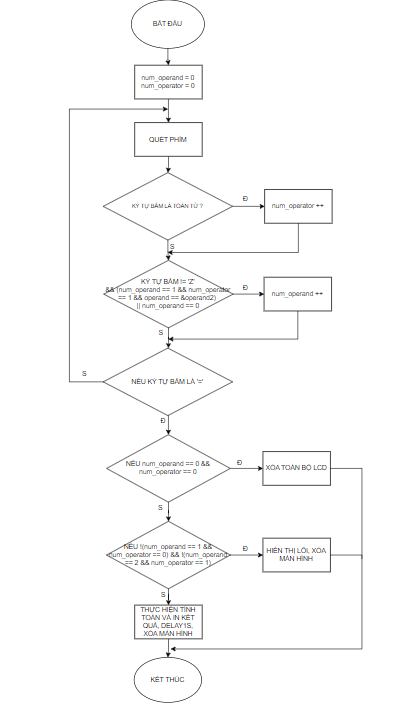 BẮT ĐẦU
num_operand = 0
num_operator = 0
QUÉT PHÍM
KÝ TỰ BẤM LÀ TOÁN TỬ ?
Đ
num_operator ++
S
KÝ TỰ BẤM != 'Z'
&& (num_operand == 1 && num_operator
== 1 && operand == &operand2)
|| num_operand == 0
Đ
num_operand ++
S
NẾU KÝ TỰ BẤM LÀ '='
S
Đ
NẾU num_operand == 0 &&
num_operator == 0
Đ
XÓA TOÀN BỘ LCD
S
NẾU !(num_operand == 1 &&
num_operator == 0) && !(num_operand
== 2 && num_operator == 1)
Đ
HIỂN THỊ LỖI, XÓA
MÀN HÌNH
S
THỰC HIỆN TÍNH
TOÁN VÀ IN KẾT
QUẢ, DELAY1S,
XÓA MÀN HÌNH
KẾT THÚC